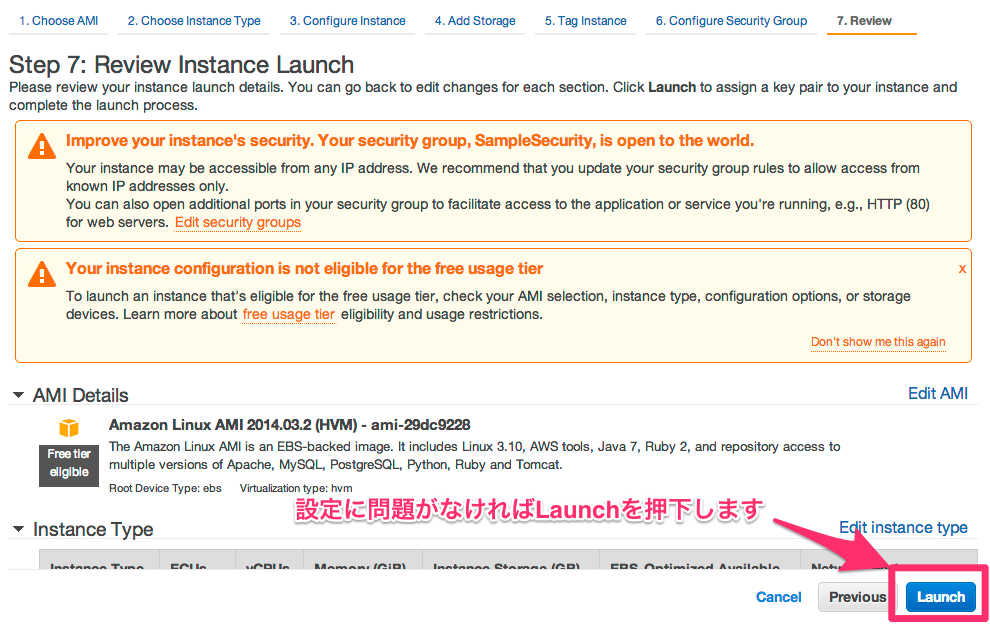 1. Choose AMI 2. Choose Instance Type 3. Configure Instance 4. Add Storage 5. Tag Instance 6. Configure Security Group 7. Review
Step 7: Review Instance Launch
Please review your instance launch details. You can go back to edit changes for each section. Click Launch to assign a key pair to your instance and
complete the launch process.
Improve your instance's security. Your security group, SampleSecurity, is open to the world.
Your instance may be accessible from any IP address. We recommend that you update your security group rules to allow access from
known IP addresses only.
You can also open additional ports in your security group to facilitate access to the application or service you're running, e.g., HTTP (80)
for web servers. Edit security groups
Your instance configuration is not eligible for the free usage tier x
To launch an instance that's eligible for the free usage tier, check your AMI selection, instance type, configuration options, or storage
devices. Learn more about free usage tier eligibility and usage restrictions.
Don't show me this again
AMI Details Edit AMI
Amazon Linux AMI 2014.03.2 (HVM) - ami-29dc9228
Free tier
eligible
The Amazon Linux AMI is an EBS-backed image. It includes Linux 3.10, AWS tools, Java 7, Ruby 2, and repository access to
multiple versions of Apache, MySQL, PostgreSQL, Python, Ruby and Tomcat.
Root Device Type: ebs Virtualization type: hvm
設定に問題がなければLaunchを押下します
Instance Type Edit instance type
Instance Type ECUs vCPUs Memory (GiB) Instance Storage (GB) EBS-Optimized Available
Cancel Previous Launch